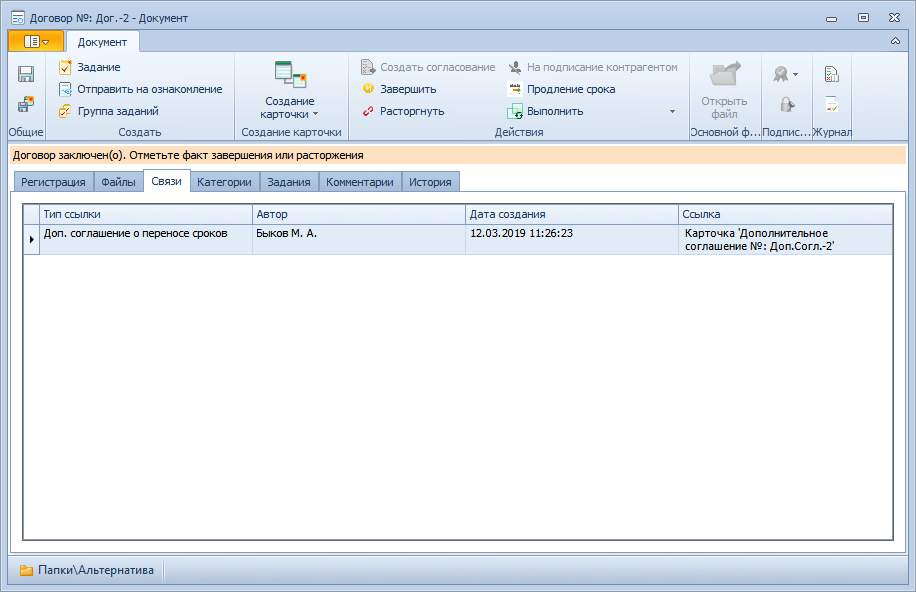 Договор №: Дог.-2 - Документ
Документ
Задание
Отправить на ознакомление
Группа заданий
Создание
карточки
Создать согласование
Завершить
Расторгнуть
На подписание контрагентом
Продление срока
Выполнить
Открыть
файл
Общие
Создать
Создание карточки
Действия
Основной ф...
Подпис...
Журнал
Договор заключен(о). Отметьте факт завершения или расторжения
Регистрация
Файлы
Связи
Категории
Задания
Комментарии
История
Тип ссылки
Автор
Дата создания
Ссылка
Доп. соглашение о переносе сроков
Быков М. А.
12.03.2019 11:26:23
Карточка 'Дополнительное
соглашение №: Доп.Согл.-2'
Папки\Альтернатива